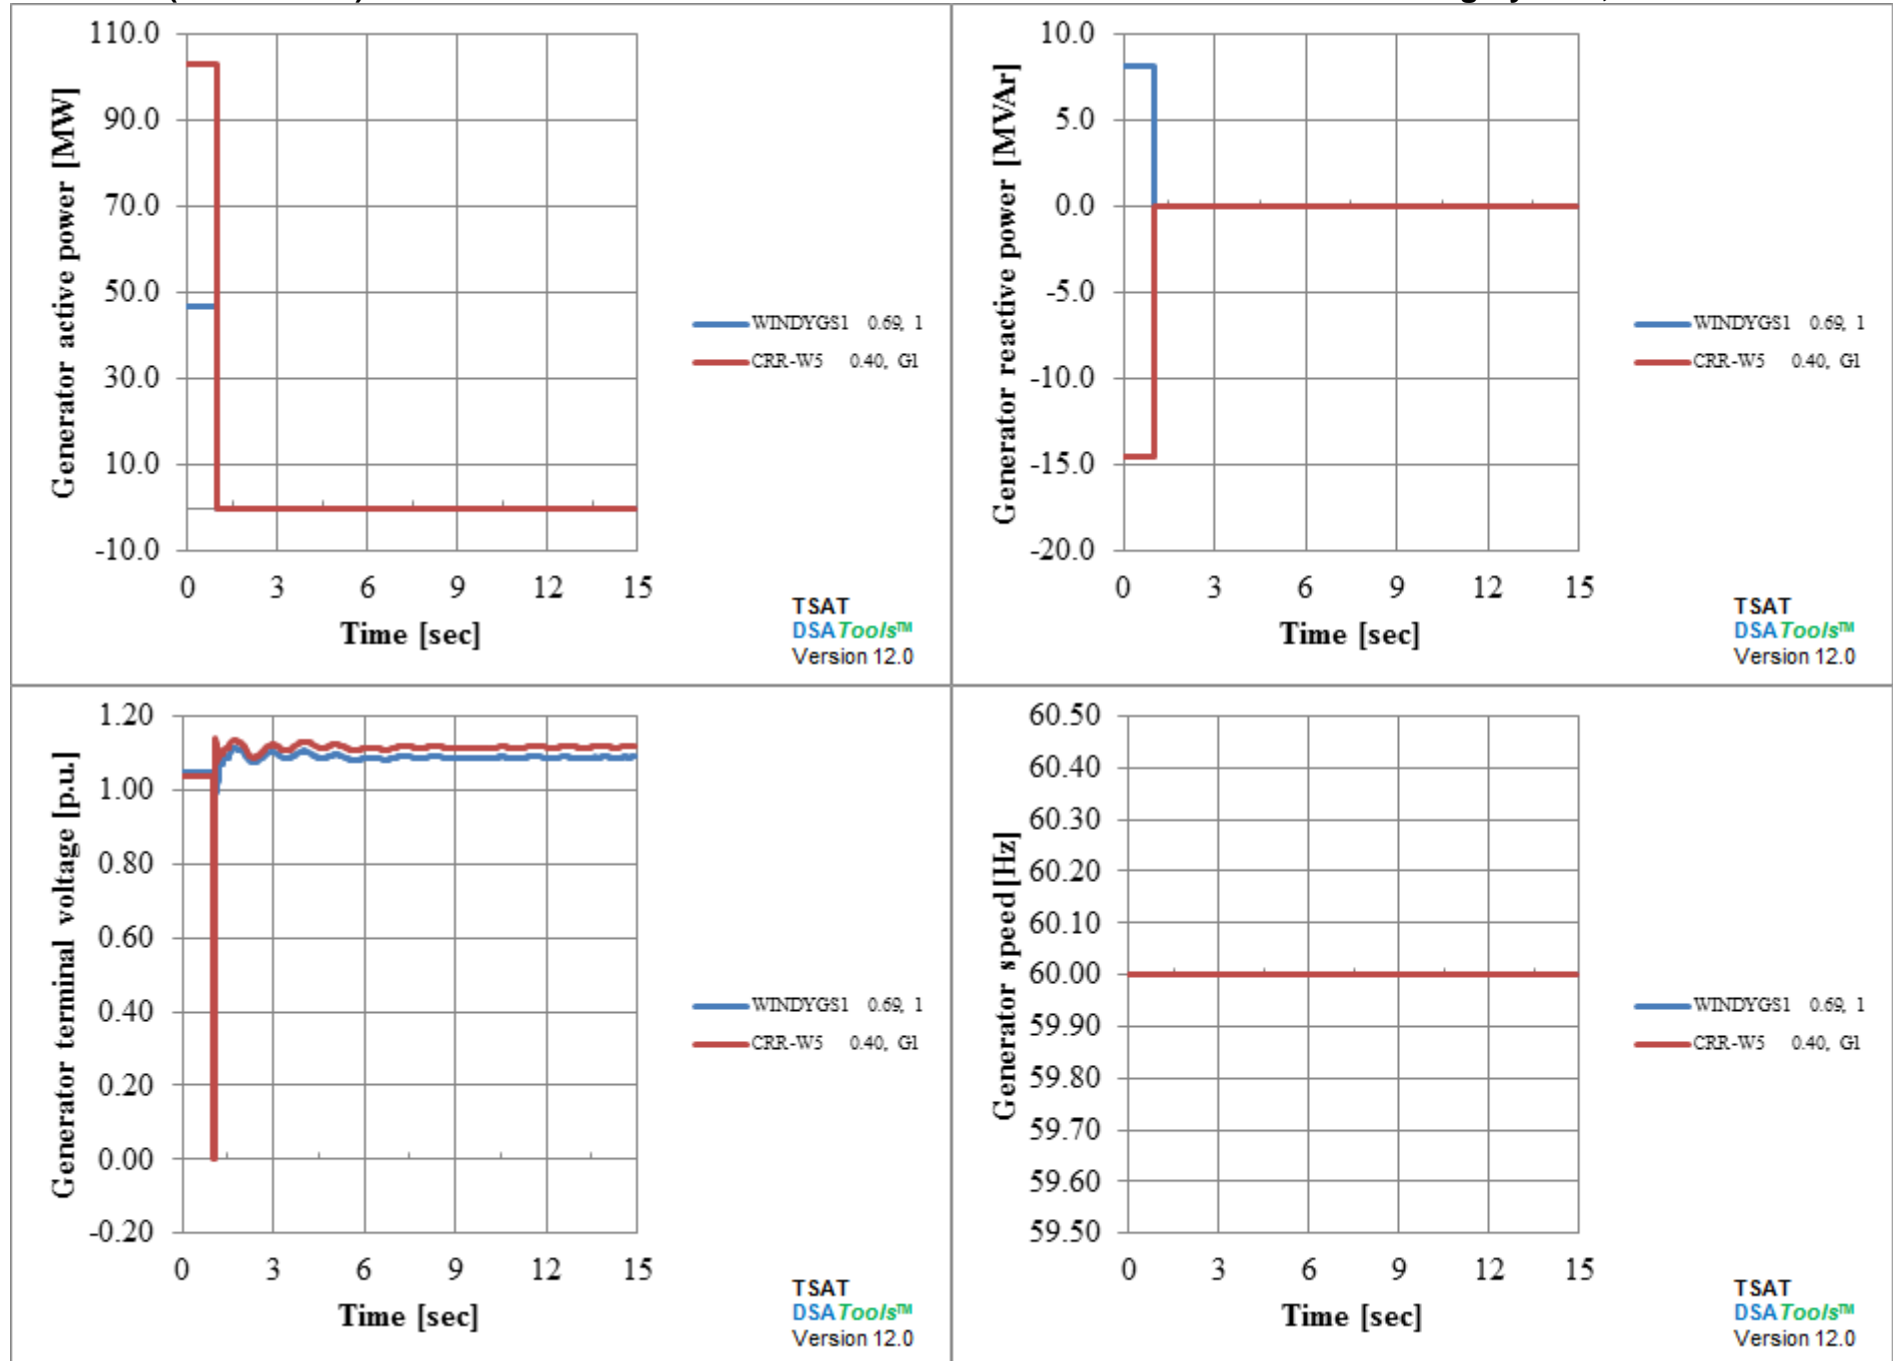 Generator active power [MW]
110.0
90.0
70.0
50.0
30.0
10.0
-10.0
0 3 6 9 12 15
Time [sec]
WINDYGS1 0.69, 1
CRR-W5 0.40, G1
TSAT
DSATools™
Version 12.0
Generator reactive power [MVAr]
10.0
5.0
0.0
-5.0
-10.0
-15.0
-20.0
0 3 6 9 12 15
Time [sec]
WINDYGS1 0.69, 1
CRR-W5 0.40, G1
TSAT
DSATools™
Version 12.0
Generator terminal voltage [p.u.]
1.20
1.00
0.80
0.60
0.40
0.20
0.00
-0.20
0 3 6 9 12 15
Time [sec]
WINDYGS1 0.69, 1
CRR-W5 0.40, G1
TSAT
DSATools™
Version 12.0
Generator speed [Hz]
60.50
60.40
60.30
60.20
60.10
60.00
59.90
59.80
59.70
59.60
59.50
0 3 6 9 12 15
Time [sec]
WINDYGS1 0.69, 1
CRR-W5 0.40, G1
TSAT
DSATools™
Version 12.0